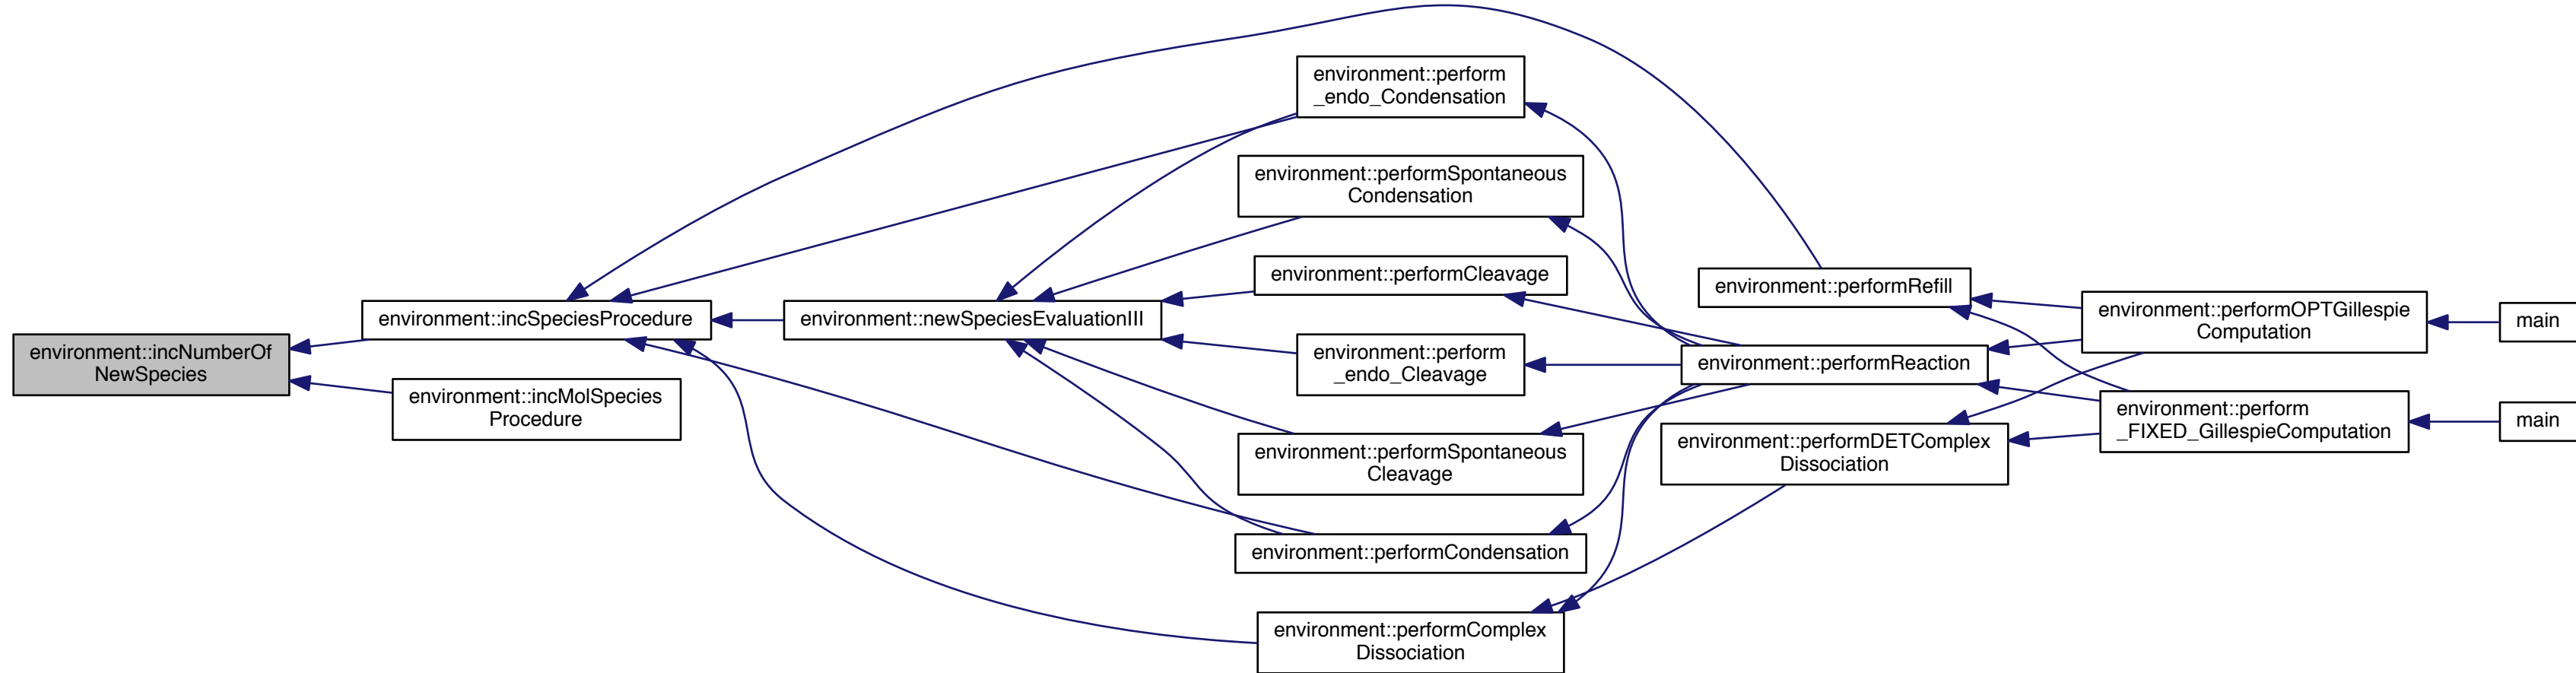 environment::incNumberOf
NewSpecies
environment::incSpeciesProcedure
environment::incMolSpecies
Procedure
environment::newSpeciesEvaluationIII
environment::perform
_endo_Condensation
environment::performSpontaneous
Condensation
environment::performCleavage
environment::perform
_endo_Cleavage
environment::performSpontaneous
Cleavage
environment::performCondensation
environment::performComplex
Dissociation
environment::performRefill
environment::performReaction
environment::performDETComplex
Dissociation
environment::performOPTGillespie
Computation
environment::perform
_FIXED_GillespieComputation
main
main